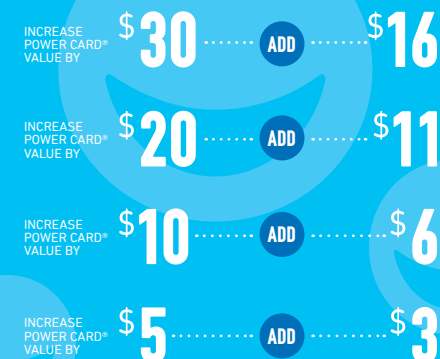 INCREASE
POWER CARD®
VALUE BY
$30 ADD $16
INCREASE
POWER CARD®
VALUE BY
$20 ADD $11
INCREASE
POWER CARD®
VALUE BY
$10 ADD $6
INCREASE
POWER CARD®
VALUE BY
$5 ADD $3